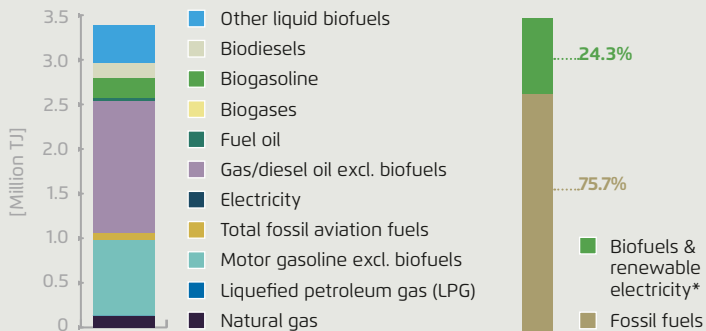 [Million TJ]
3.5
3.0
2.5
2.0
1.5
1.0
0.5
0
Other liquid biofuels
Biodiesels
Biogasoline
Biogases
Fuel oil
Gas/diesel oil excl. biofuels
Electricity
Total fossil aviation fuels
Motor gasoline excl. biofuels
Liquefied petroleum gas (LPG)
Natural gas
24.3%
75.7%
Biofuels &
renewable
electricity*
Fossil fuels